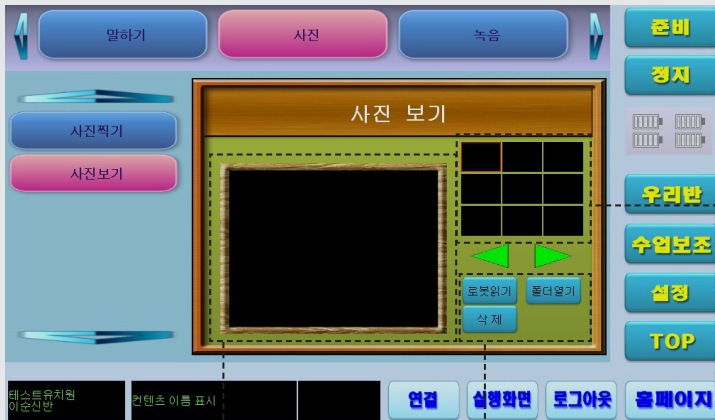 말하기
사진
녹음
준비
정지
사진찍기
사진보기
사진 보기
우리반
수업보조
설정
TOP
로봇읽기
폴더열기
삭제
테스트유치원
이순신반
컨텐츠 이름 표시
연결
실행화면
로그아웃
홈페이지